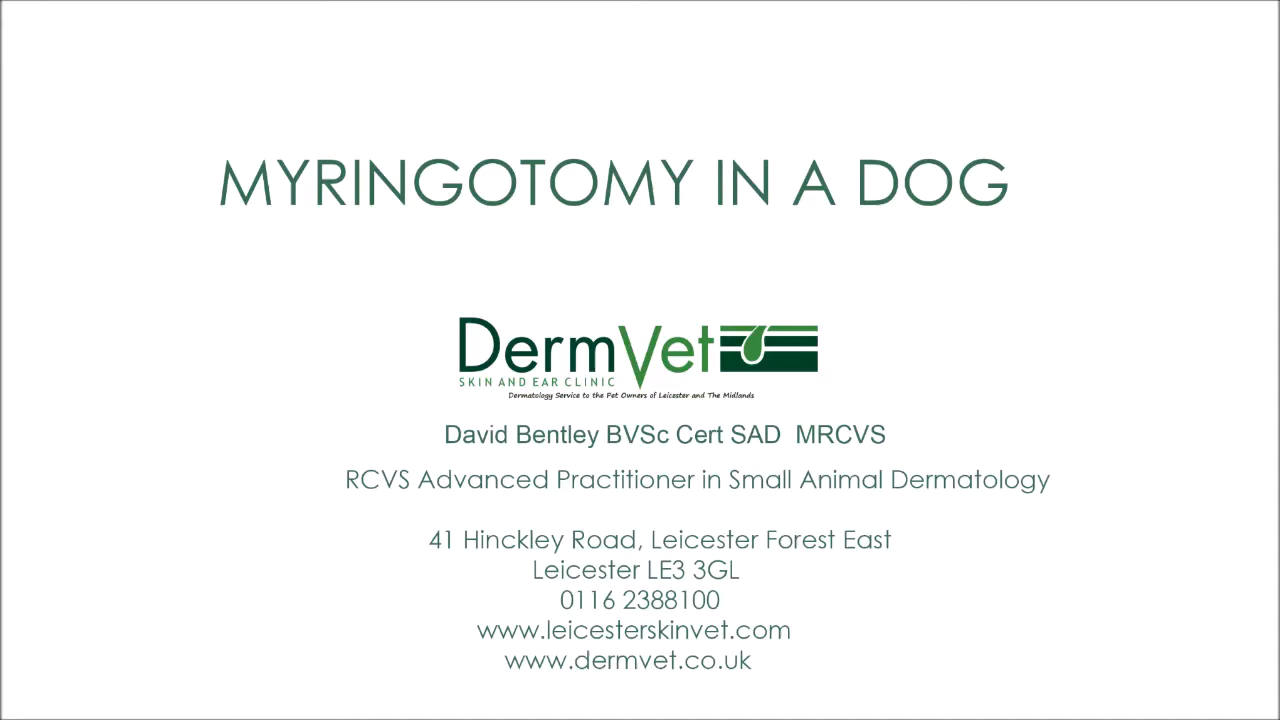 MYRINGOTOMY IN A DOG
DermVet
SKIN AND EAR CLINIC
Dermatology Service to the Pet Owners of Leicester and The Midlands
David Bentley BVSc Cert SAD  MRCVS
RCVS Advanced Practitioner in Small Animal Dermatology
41 Hinckley Road, Leicester Forest East
Leicester LE3 3GL
0116 2388100
www.leicesterskinvet.com
www.dermvet.co.uk